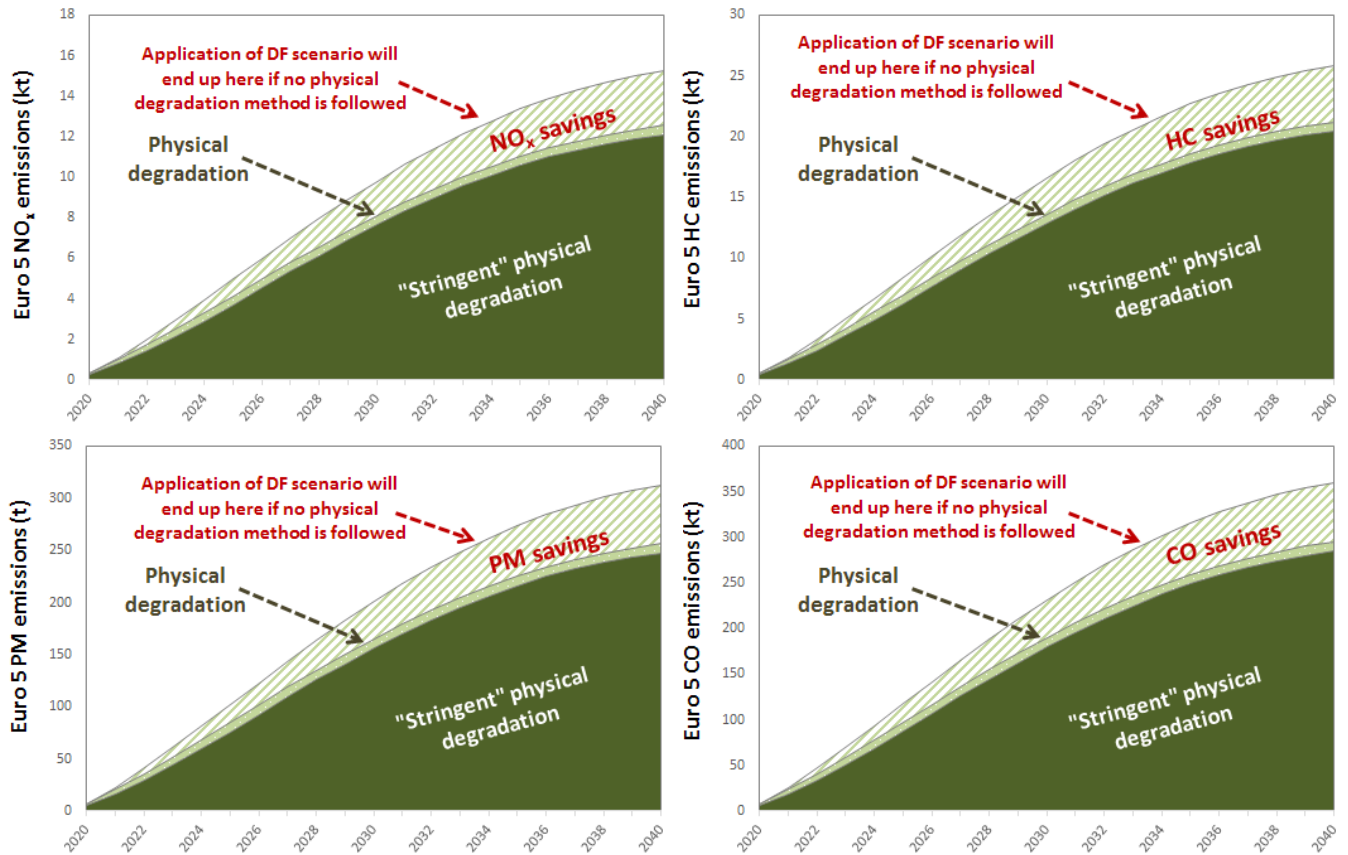 Euro 5 NOx emissions (kt)
18
16
14
12
10
8
6
4
2
0
Application of DF scenario will
end up here if no physical
degradation method is followed
NOx savings
Physical
degradation
"Stringent" physical
degradation
2020
2022
2024
2026
2028
2030
2032
2034
2036
2038
2040
Euro 5 HC emissions (kt)
30
25
20
15
10
5
0
Application of DF scenario will
end up here if no physical
degradation method is followed
HC savings
Physical
degradation
"Stringent" physical
degradation
2020
2022
2024
2026
2028
2030
2032
2034
2036
2038
2040
Euro 5 PM emissions (t)
350
300
250
200
150
100
50
0
Application of DF scenario will
end up here if no physical
degradation method is followed
PM savings
Physical
degradation
"Stringent" physical
degradation
2020
2022
2024
2026
2028
2030
2032
2034
2036
2038
2040
Euro 5 CO emissions (kt)
400
350
300
250
200
150
100
50
0
Application of DF scenario will
end up here if no physical
degradation method is followed
CO savings
Physical
degradation
"Stringent" physical
degradation
2020
2022
2024
2026
2028
2030
2032
2034
2036
2038
2040